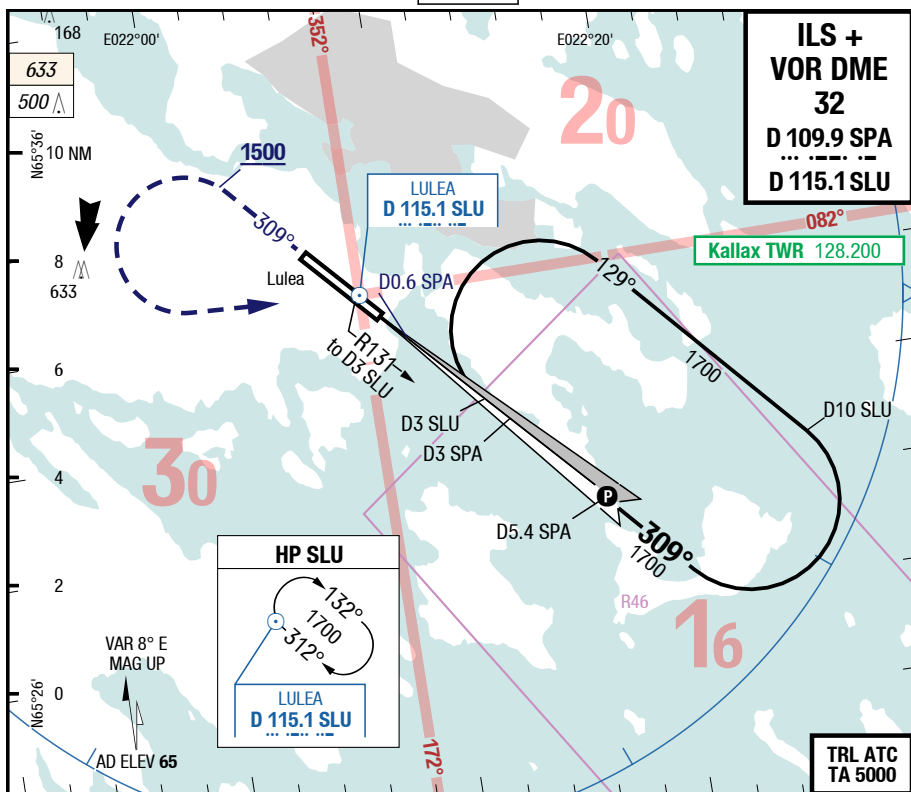 168
E022°00'
352°
E022°20'
ILS +
VOR DME
32
D 109.9 SPA
D 115.1 SLU
633
500
20
N65°36'
10 NM
1500
LULEA
D 115.1 SLU
082°
309°
Kallax TWR 128.200
8
633
Lulea
D0.6 SPA
129°
R131
to D3 SLU
1700
6
D3 SLU
D3 SPA
D10 SLU
30
4
P
D5.4 SPA
309°
1700
HP SLU
132°
1700
312°
LULEA
D 115.1 SLU
2
R46
16
VAR 8° E
MAG UP
N65°26'
0
AD ELEV 65
172°
TRL ATC
TA 5000